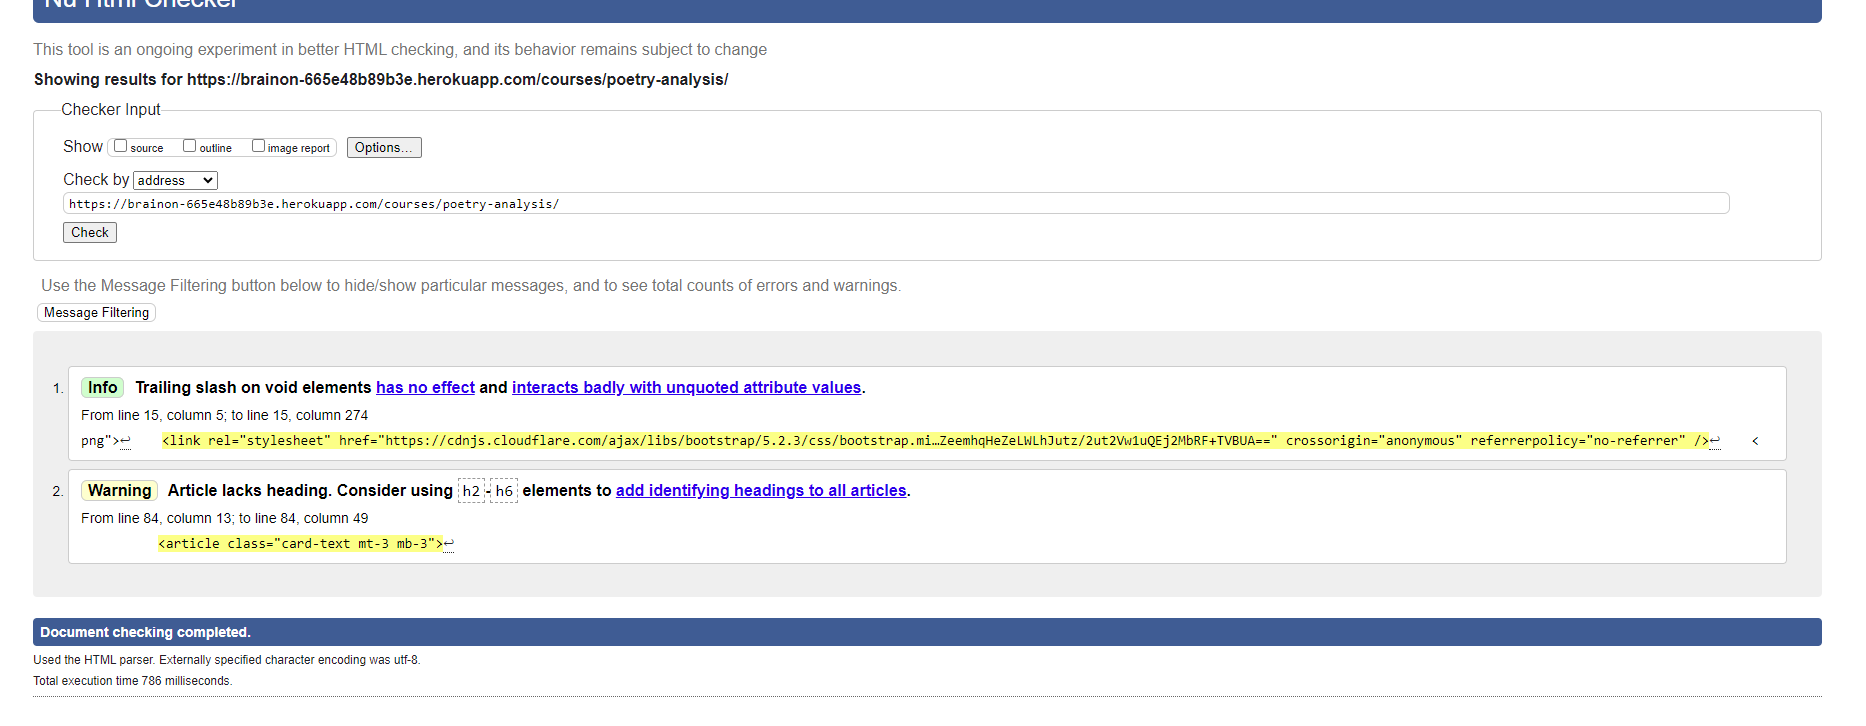 Nu Html Checker
This tool is an ongoing experiment in better HTML checking, and its behavior remains subject to change
Showing results for https://brainon-665e48b89b3e.herokuapp.com/courses/poetry-analysis/
Checker Input
Show source outline image report Options...
Check by address
https://brainon-665e48b89b3e.herokuapp.com/courses/poetry-analysis/
Check
Use the Message Filtering button below to hide/show particular messages, and to see total counts of errors and warnings.
Message Filtering
1. Info Trailing slash on void elements has no effect and interacts badly with unquoted attribute values.
From line 15, column 5; to line 15, column 274
png">↩ <link rel="stylesheet" href="https://cdnjs.cloudflare.com/ajax/libs/bootstrap/5.2.3/css/bootstrap.mi…ZeemhqHeZeLWLhJutz/2ut2Vw1uQEj2MbRF+TVBUA==" crossorigin="anonymous" referrerpolicy="no-referrer" />↩ <
2. Warning Article lacks heading. Consider using h2-h6 elements to add identifying headings to all articles.
From line 84, column 13; to line 84, column 49
<article class="card-text mt-3 mb-3">↩
Document checking completed.
Used the HTML parser. Externally specified character encoding was utf-8.
Total execution time 786 milliseconds.